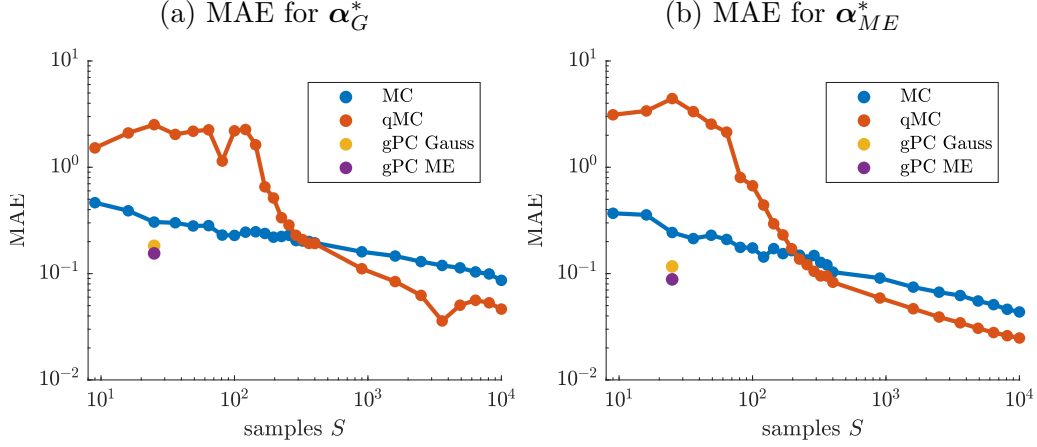 (a) MAE for α*_G
10^1
10^0
10^−1
10^−2
MAE
MC
qMC
gPC Gauss
gPC ME
10^1
10^2
10^3
10^4
samples S
(b) MAE for α*_ME
10^1
10^0
10^−1
10^−2
MAE
MC
qMC
gPC Gauss
gPC ME
10^1
10^2
10^3
10^4
samples S